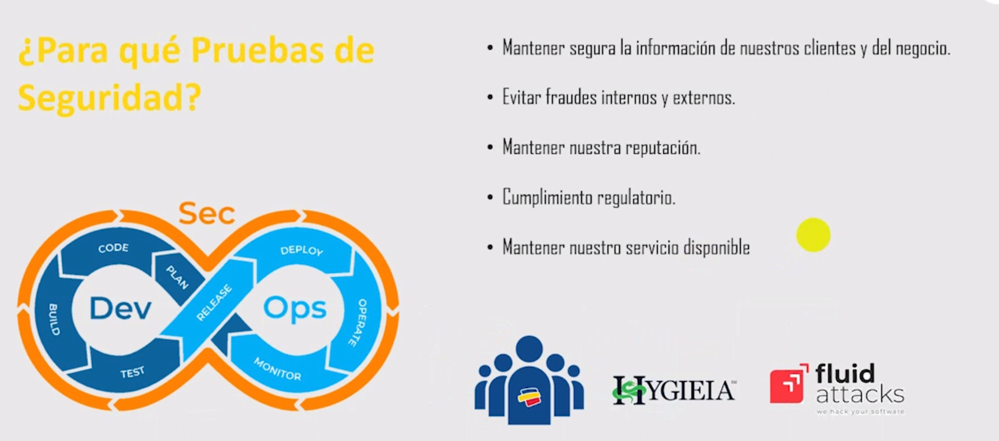 ¿Para qué Pruebas de
Seguridad?
• Mantener segura la información de nuestros clientes y del negocio.
• Evitar fraudes internos y externos.
• Mantener nuestra reputación.
• Cumplimiento regulatorio.
• Mantener nuestro servicio disponible
Sec
CODE
PLAN
BUILD
Dev
TEST
RELEASE
DEPLOY
Ops
OPERATE
MONITOR
HYGIEIA℠
fluid
attacks
we hack your software